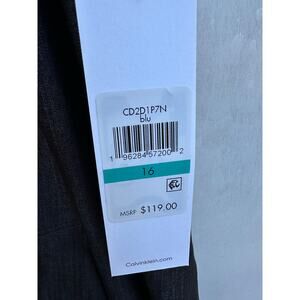 CD2D1P7N
blu
1 96284 57200 2
16
MSRP $119.00
Calvinklein.com